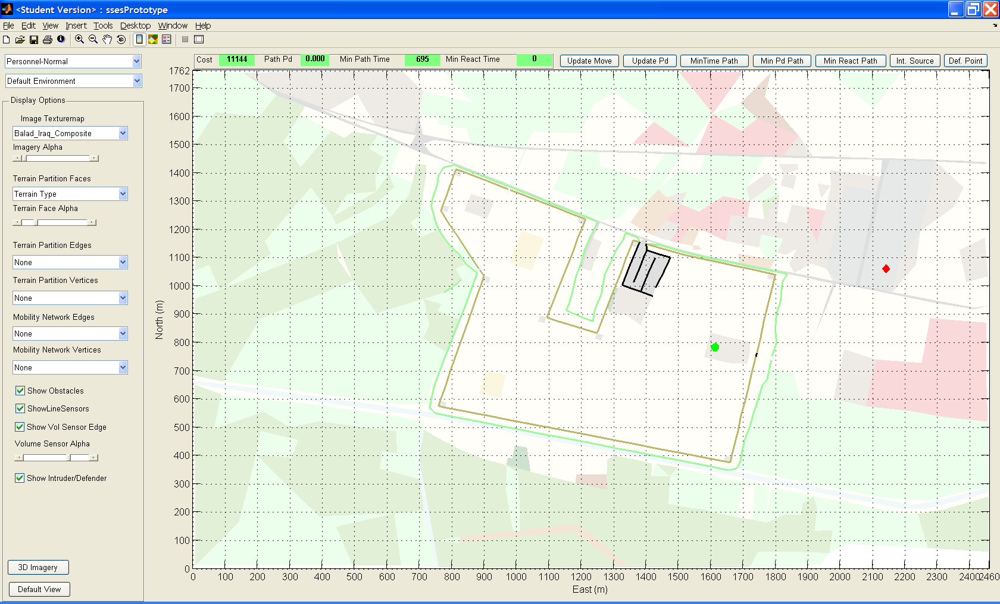 <Student Version> : ssesPrototype
File Edit View Insert Tools Desktop Window Help
Personnel-Normal
Default Environment
Display Options
Image Texturemap
Balad_Iraq_Composite
Imagery Alpha
Terrain Partition Faces
Terrain Type
Terrain Face Alpha
Terrain Partition Edges
None
Terrain Partition Vertices
None
Mobility Network Edges
None
Mobility Network Vertices
None
Show Obstacles
ShowLineSensors
Show Vol Sensor Edge
Volume Sensor Alpha
Show Intruder/Defender
3D Imagery
Default View
Cost 11144 Path Pd 0.000 Min Path Time 695 Min React Time 0
Update Move Update Pd MinTime Path Min Pd Path Min React Path Int. Source Def. Point
1762
1700
1600
1500
1400
1300
1200
1100
1000
900
800
700
600
500
400
300
200
100
0
North (m)
0 100 200 300 400 500 600 700 800 900 1000 1100 1200 1300 1400 1500 1600 1700 1800 1900 2000 2100 2200 2300 2400 2460
East (m)